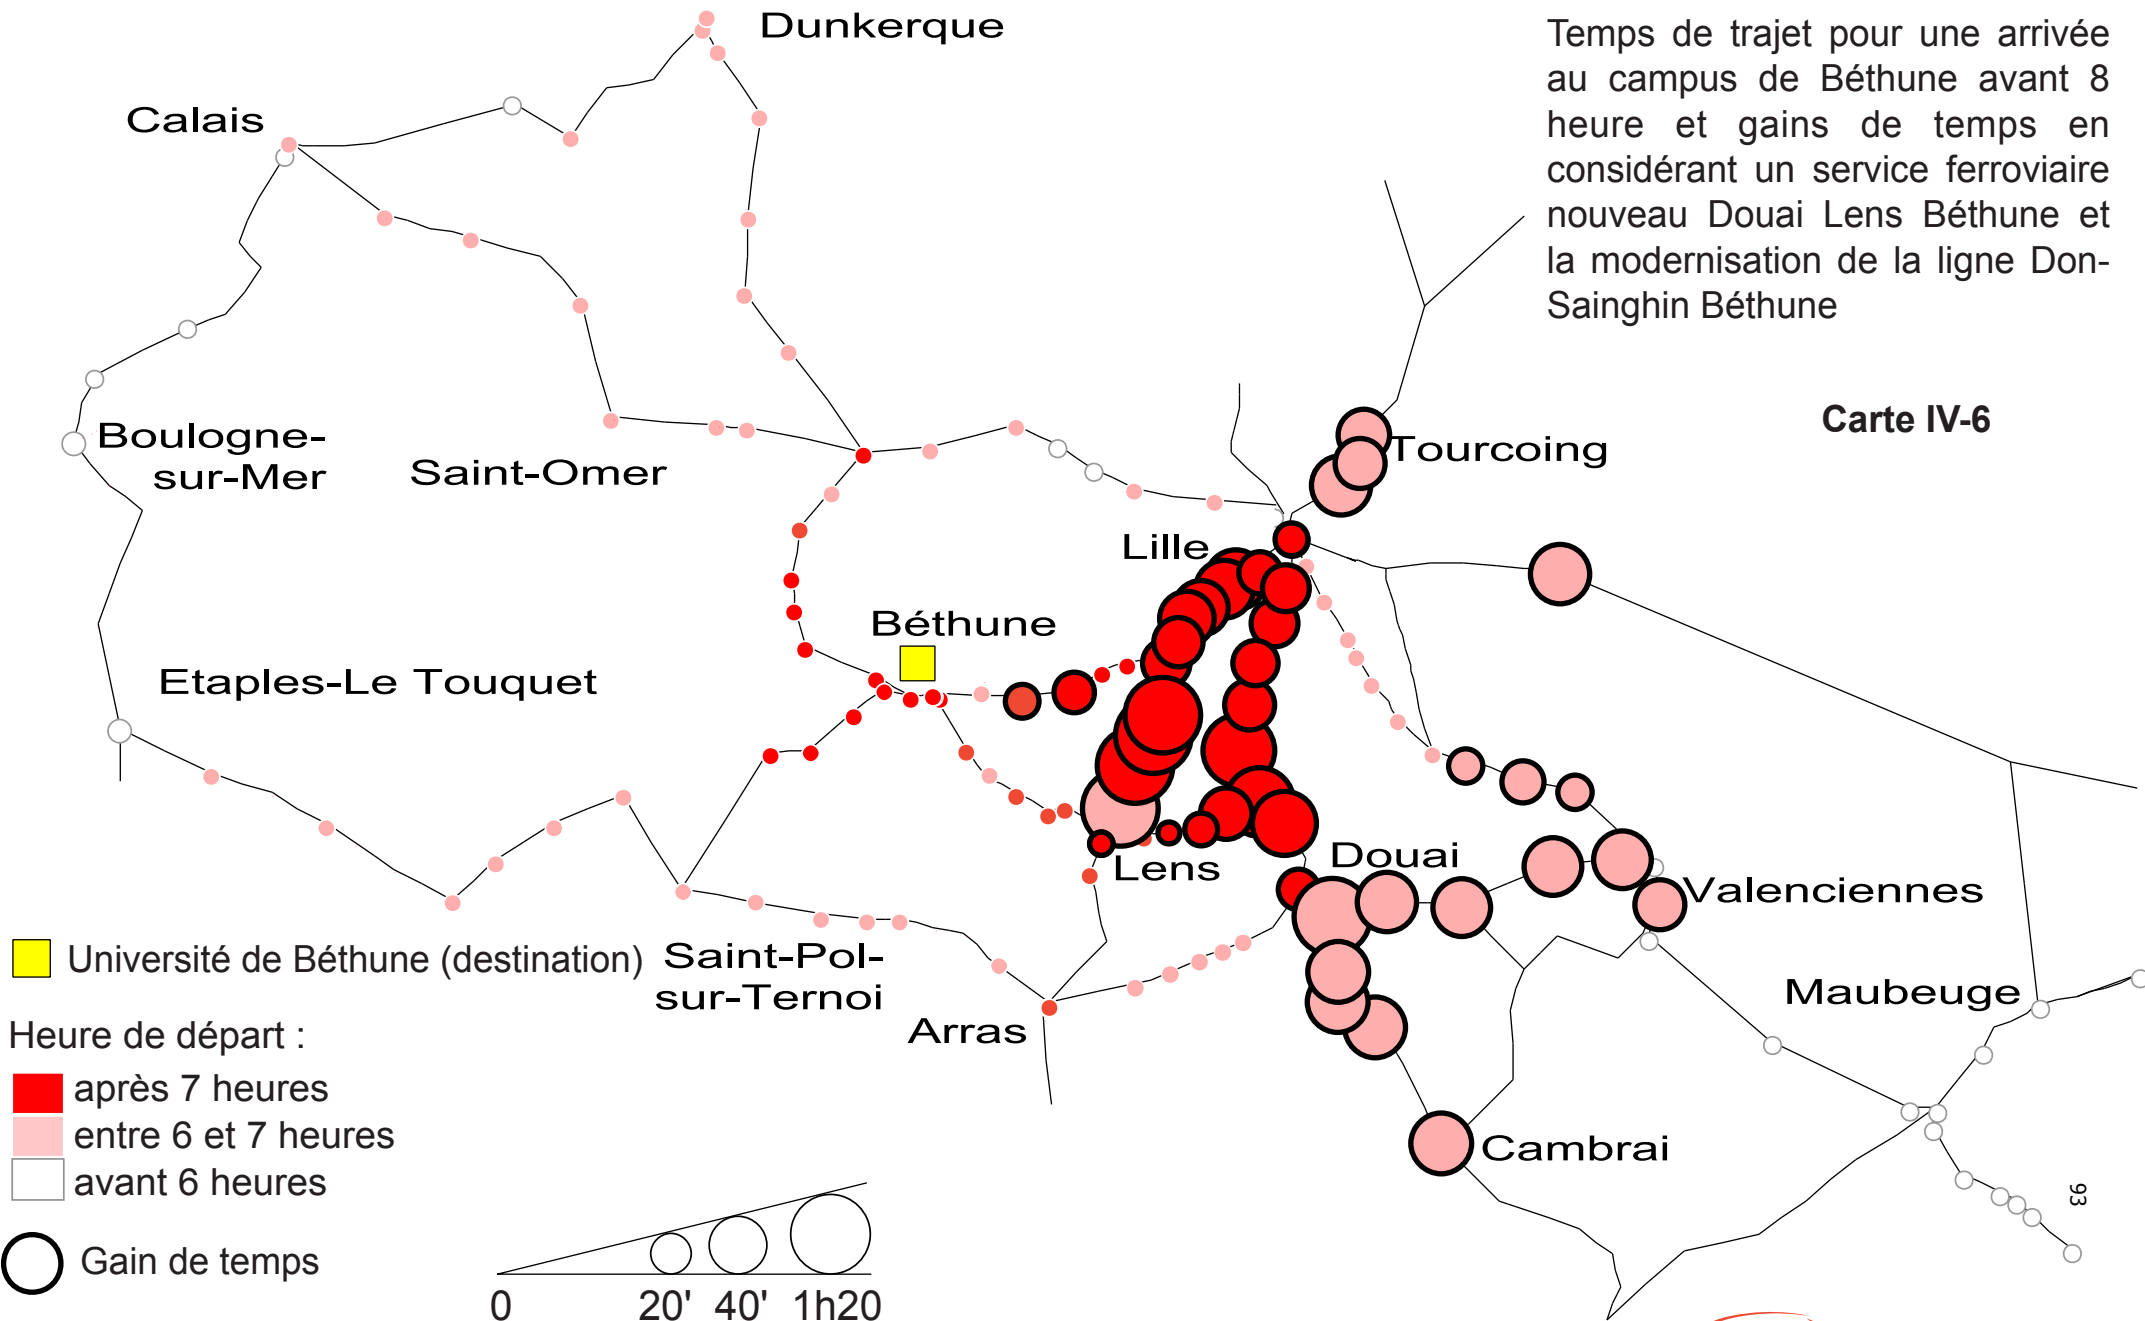 Dunkerque
Temps de trajet pour une arrivée
au campus de Béthune avant 8
heure et gains de temps en
considérant un service ferroviaire
nouveau Douai Lens Béthune et
la modernisation de la ligne Don-
Sainghin Béthune
Calais
Carte IV-6
Boulogne-
sur-Mer
Saint-Omer
Tourcoing
Lille
Béthune
Etaples-Le Touquet
Lens
Douai
Valenciennes
Université de Béthune (destination)
Saint-Pol-
sur-Ternoi
Maubeuge
Arras
Heure de départ :
après 7 heures
entre 6 et 7 heures
avant 6 heures
Cambrai
93
Gain de temps
0 20' 40' 1h20